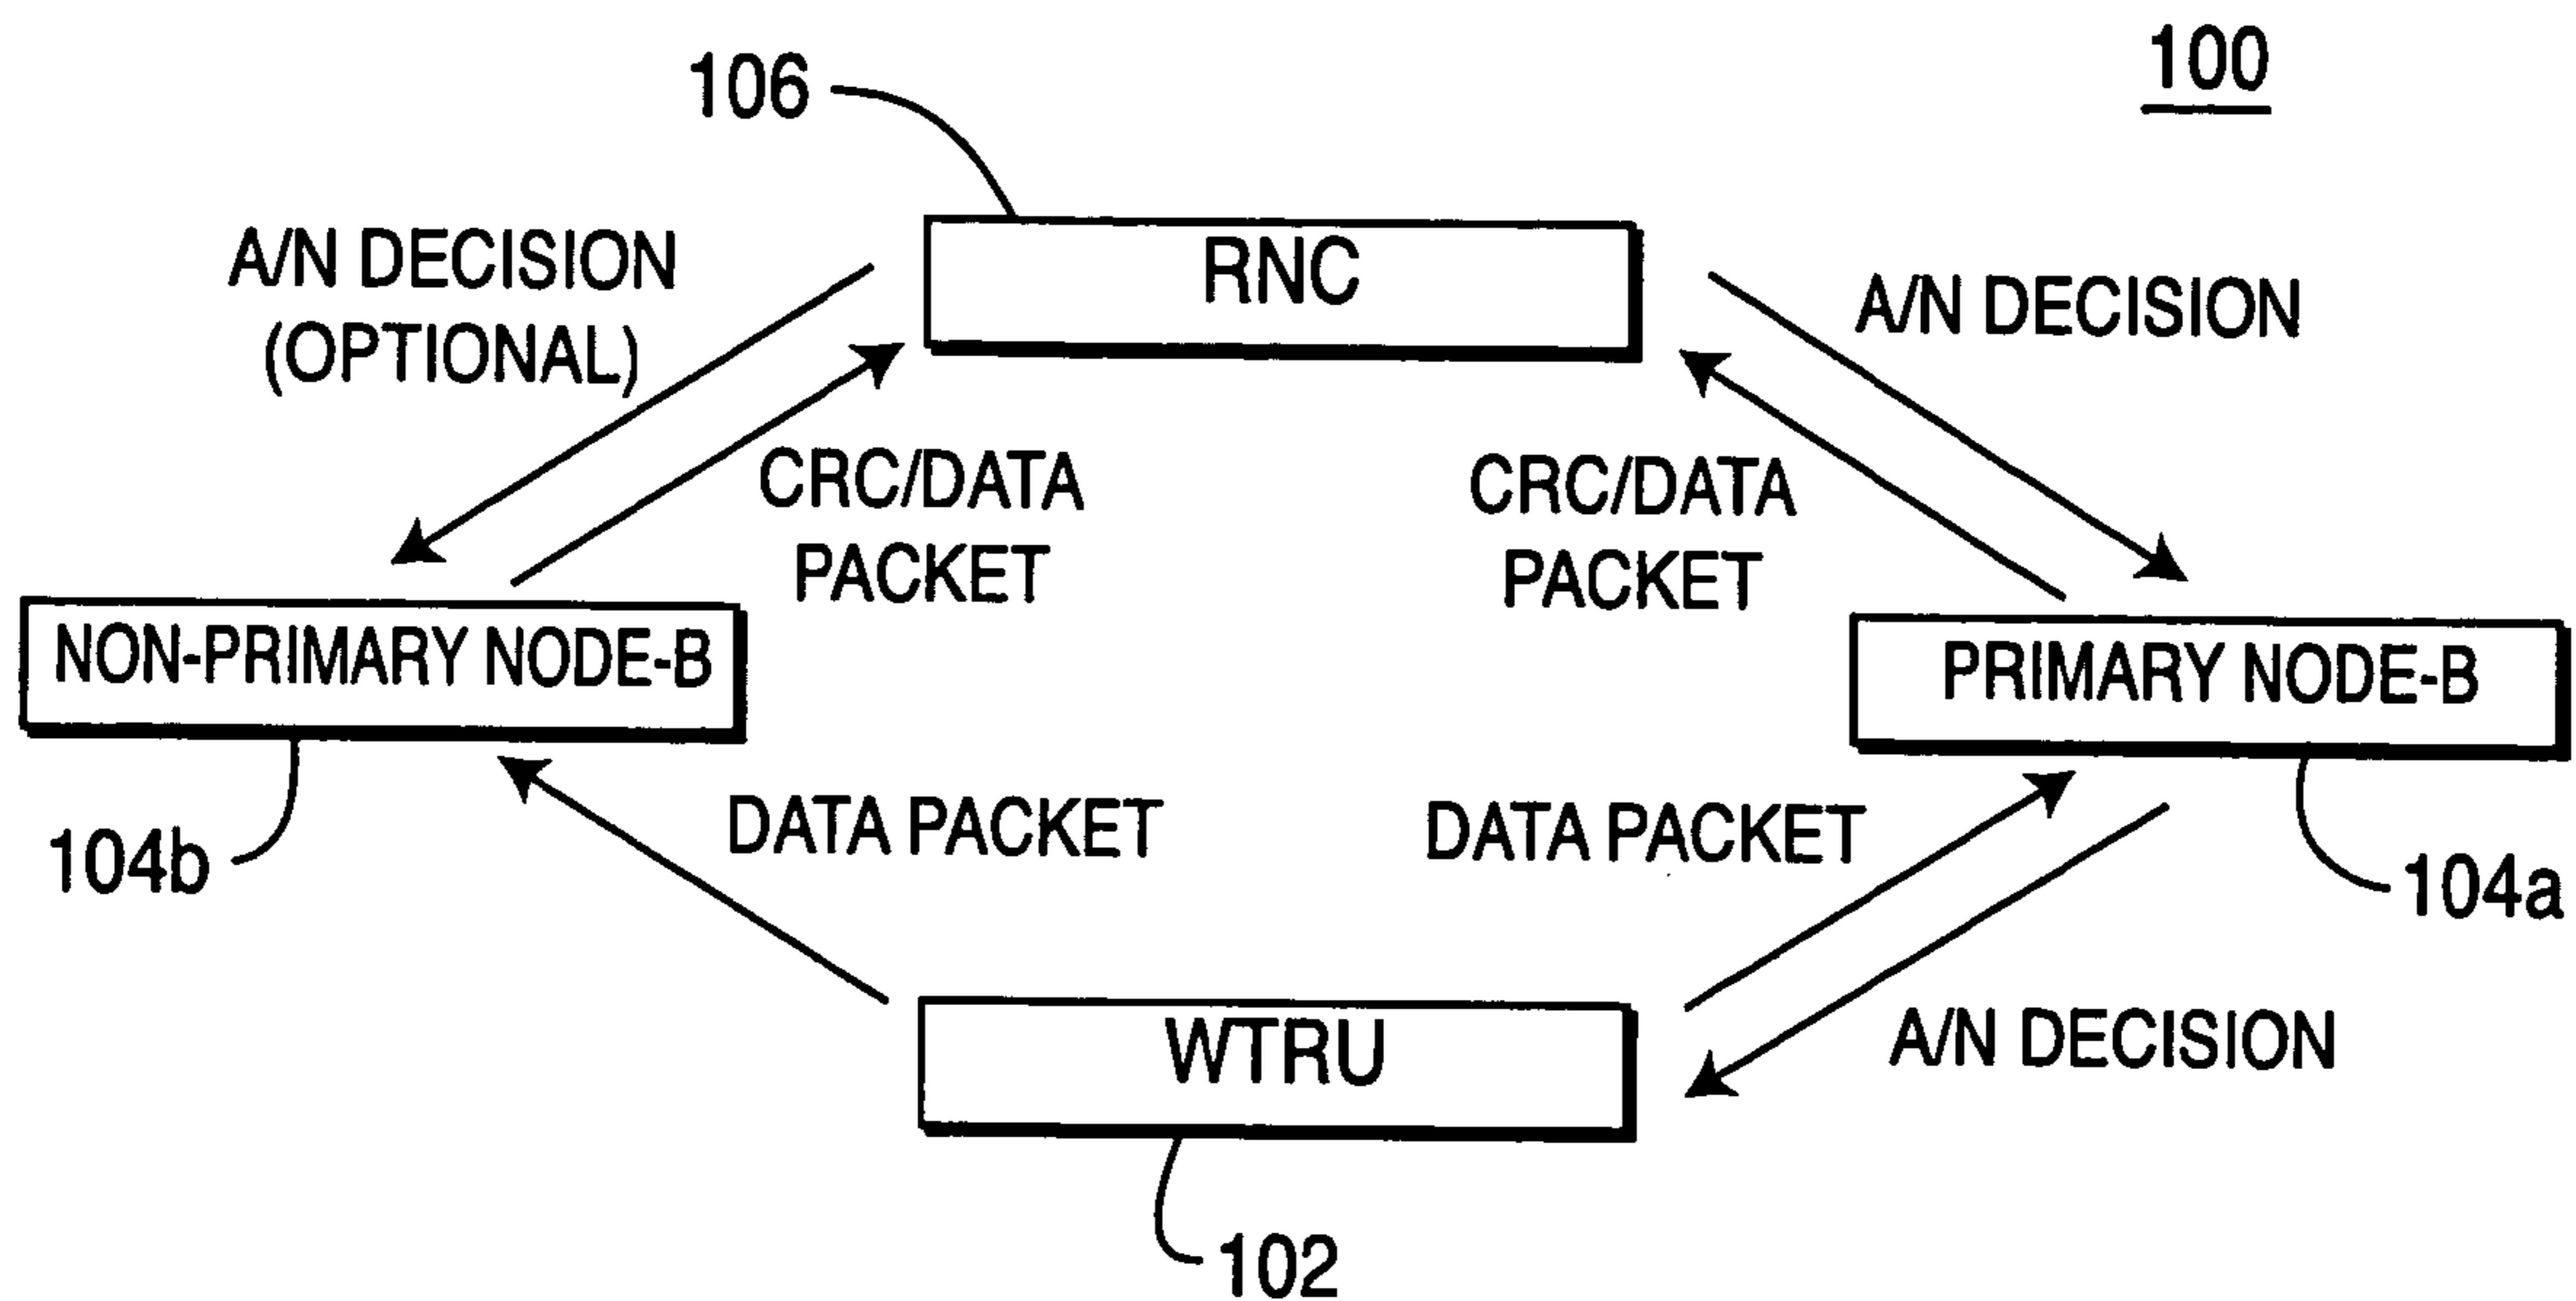 100
106
RNC
A/N DECISION
(OPTIONAL)
A/N DECISION
CRC/DATA
PACKET
CRC/DATA
PACKET
NON-PRIMARY NODE-B
PRIMARY NODE-B
104b
DATA PACKET
DATA PACKET
104a
WTRU
A/N DECISION
102